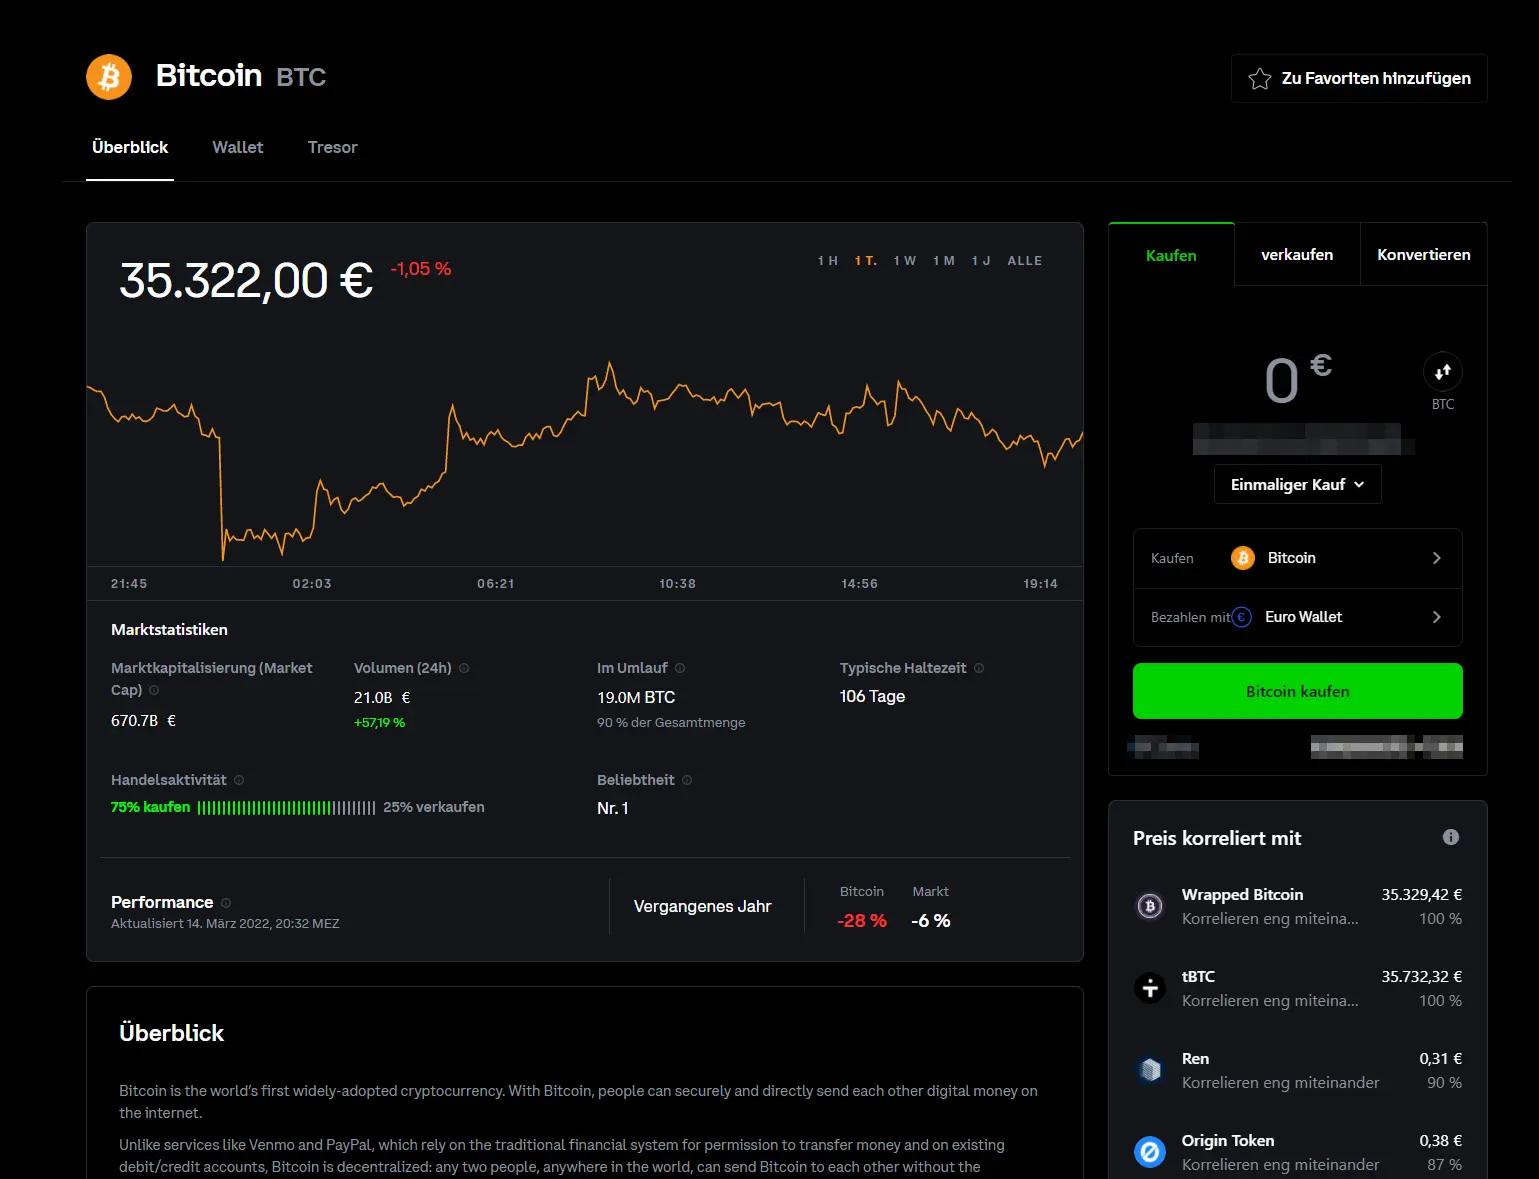 Bitcoin BTC
Zu Favoriten hinzufügen
Überblick Wallet Tresor
35.322,00 € -1,05 %
1 H 1 T. 1 W 1 M 1 J ALLE
21:45 02:03 06:21 10:38 14:56 19:14
Marktstatistiken
Marktkapitalisierung (Market
Cap)
670.7B €
Volumen (24h)
21.0B €
+57,19 %
Im Umlauf
19.0M BTC
90 % der Gesamtmenge
Typische Haltezeit
106 Tage
Handelsaktivität
75% kaufen 25% verkaufen
Beliebtheit
Nr. 1
Performance
Aktualisiert 14. März 2022, 20:32 MEZ
Vergangenes Jahr
Bitcoin Markt
-28 % -6 %
Überblick
Bitcoin is the world’s first widely-adopted cryptocurrency. With Bitcoin, people can securely and directly send each other digital money on
the internet.
Unlike services like Venmo and PayPal, which rely on the traditional financial system for permission to transfer money and on existing
debit/credit accounts, Bitcoin is decentralized: any two people, anywhere in the world, can send Bitcoin to each other without the
Kaufen verkaufen Konvertieren
0 €
BTC
Einmaliger Kauf
Kaufen Bitcoin
Bezahlen mit € Euro Wallet
Bitcoin kaufen
Preis korreliert mit
Wrapped Bitcoin 35.329,42 €
Korrelieren eng miteina... 100 %
tBTC 35.732,32 €
Korrelieren eng miteina... 100 %
Ren 0,31 €
Korrelieren eng miteinander 90 %
Origin Token 0,38 €
Korrelieren eng miteinander 87 %